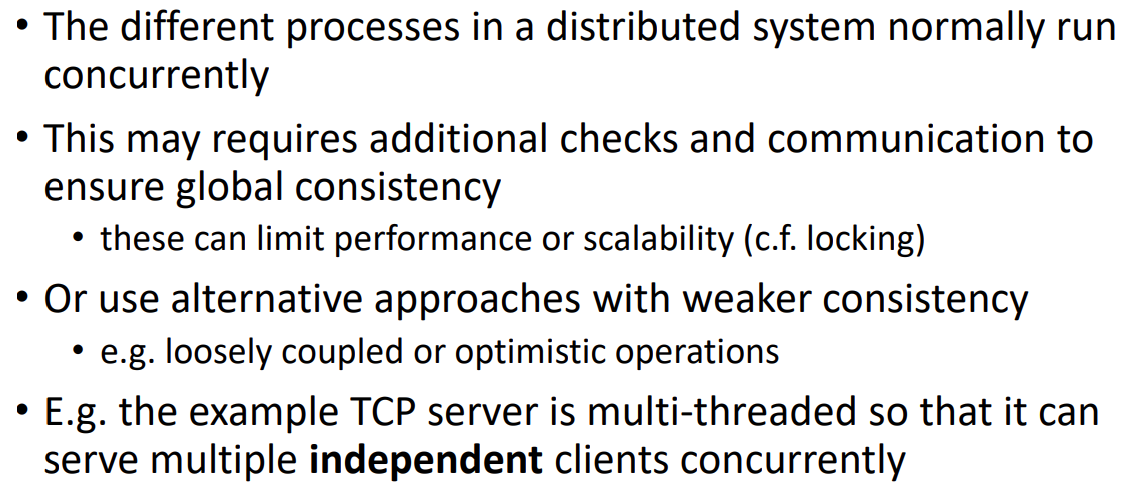 • The different processes in a distributed system normally run
concurrently
• This may requires additional checks and communication to
ensure global consistency
• these can limit performance or scalability (c.f. locking)
• Or use alternative approaches with weaker consistency
• e.g. loosely coupled or optimistic operations
• E.g. the example TCP server is multi-threaded so that it can
serve multiple independent clients concurrently